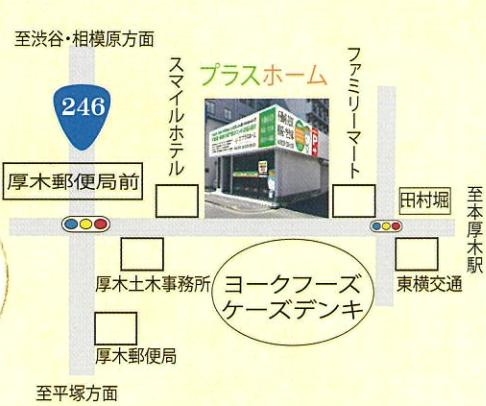 至渋谷・相模原方面
246
厚木郵便局前
スマイルホテル
プラスホーム
ファミリーマート
田村堀
至本厚木駅
厚木土木事務所
ヨークフーズ
ケーズデンキ
東横交通
厚木郵便局
至平塚方面